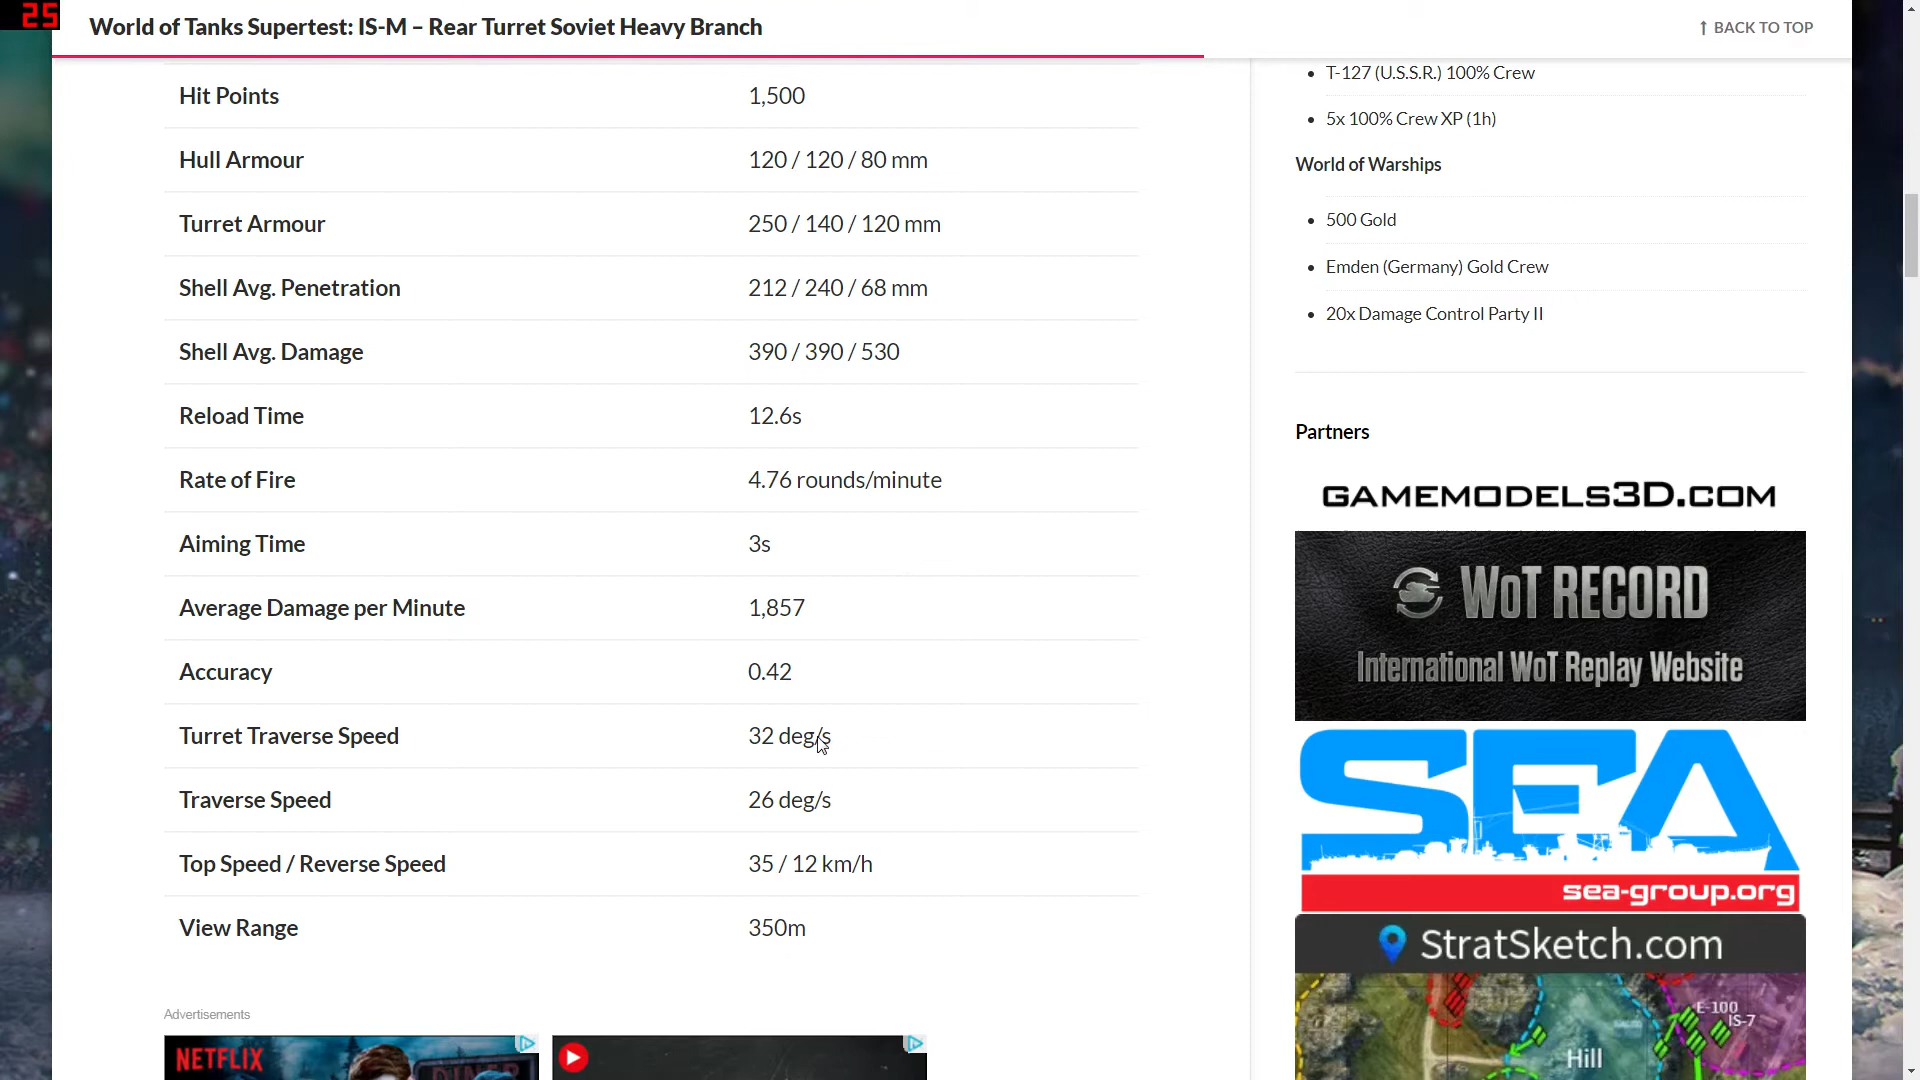 25
World of Tanks Supertest: IS-M – Rear Turret Soviet Heavy Branch
↑ BACK TO TOP
Hit Points 1,500
Hull Armour 120 / 120 / 80 mm
Turret Armour 250 / 140 / 120 mm
Shell Avg. Penetration 212 / 240 / 68 mm
Shell Avg. Damage 390 / 390 / 530
Reload Time 12.6s
Rate of Fire 4.76 rounds/minute
Aiming Time 3s
Average Damage per Minute 1,857
Accuracy 0.42
Turret Traverse Speed 32 deg/s
Traverse Speed 26 deg/s
Top Speed / Reverse Speed 35 / 12 km/h
View Range 350m
Advertisements
NETFLIX
DINER
• T-127 (U.S.S.R.) 100% Crew
• 5x 100% Crew XP (1h)
World of Warships
• 500 Gold
• Emden (Germany) Gold Crew
• 20x Damage Control Party II
Partners
GAMEMODELS3D.COM
WoT RECORD
International WoT Replay Website
SEA
sea-group.org
StratSketch.com
E-100
IS-7
Hill